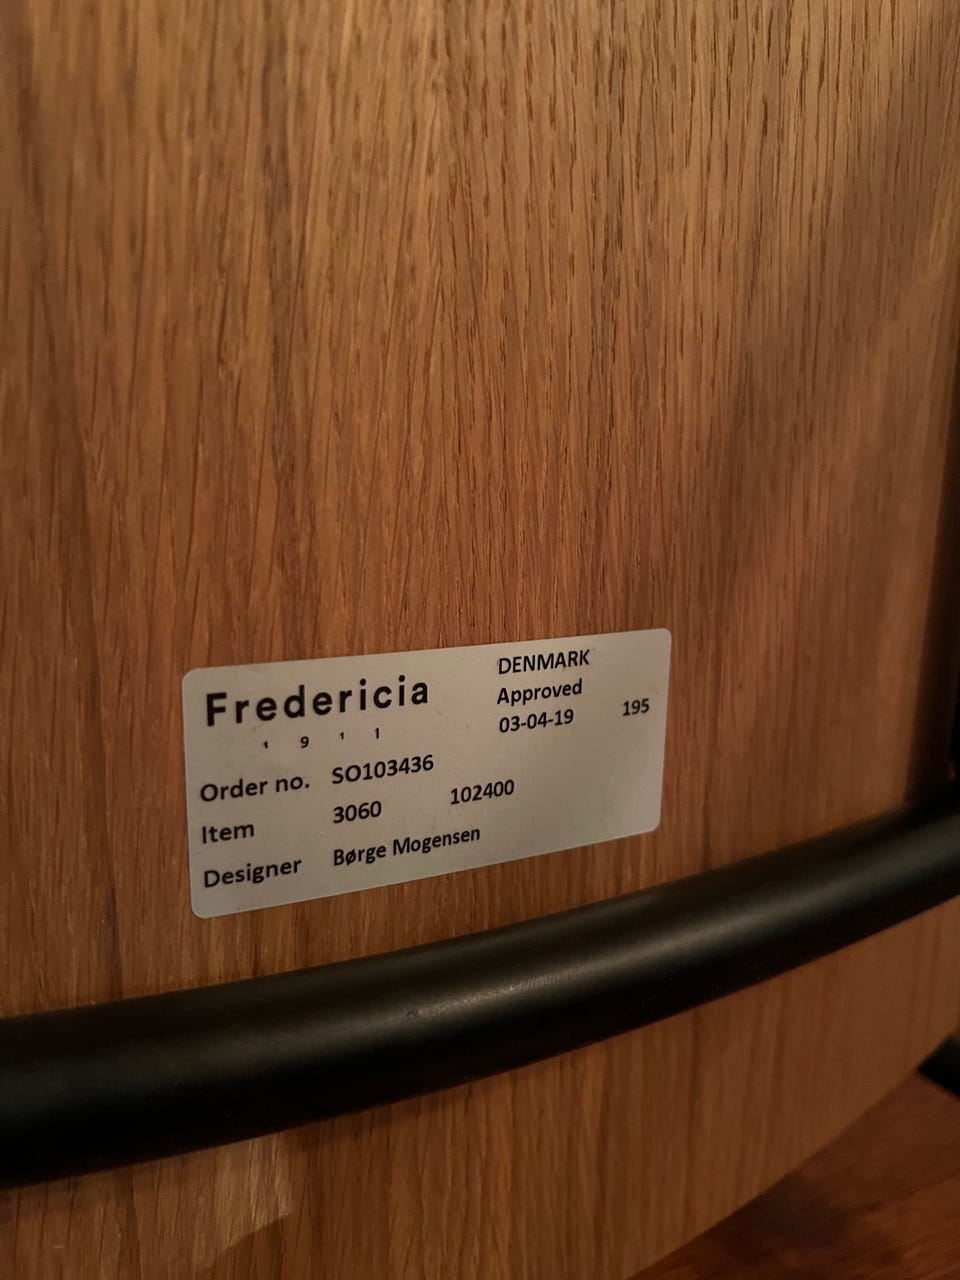 Fredericia
1 9 1 1
DENMARK
Approved
03-04-19 195
Order no. SO103436
Item 3060 102400
Designer Børge Mogensen